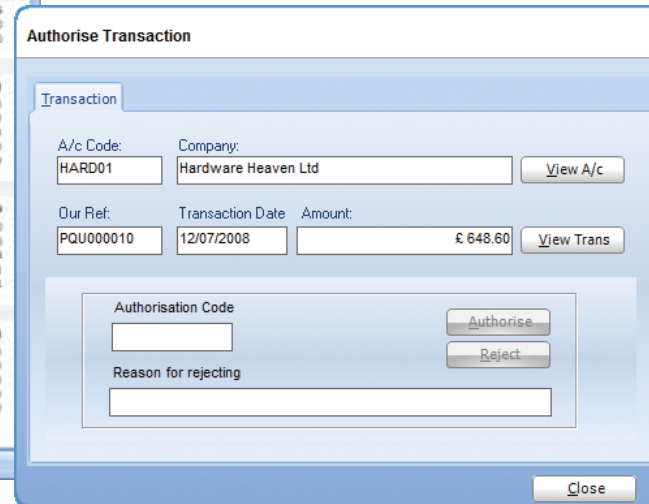 Authorise Transaction
Transaction
A/c Code: Company:
HARD01 Hardware Heaven Ltd View A/c
Our Ref: Transaction Date Amount:
PQU000010 12/07/2008 £ 648.60 View Trans
Authorisation Code
Authorise
Reject
Reason for rejecting
Close